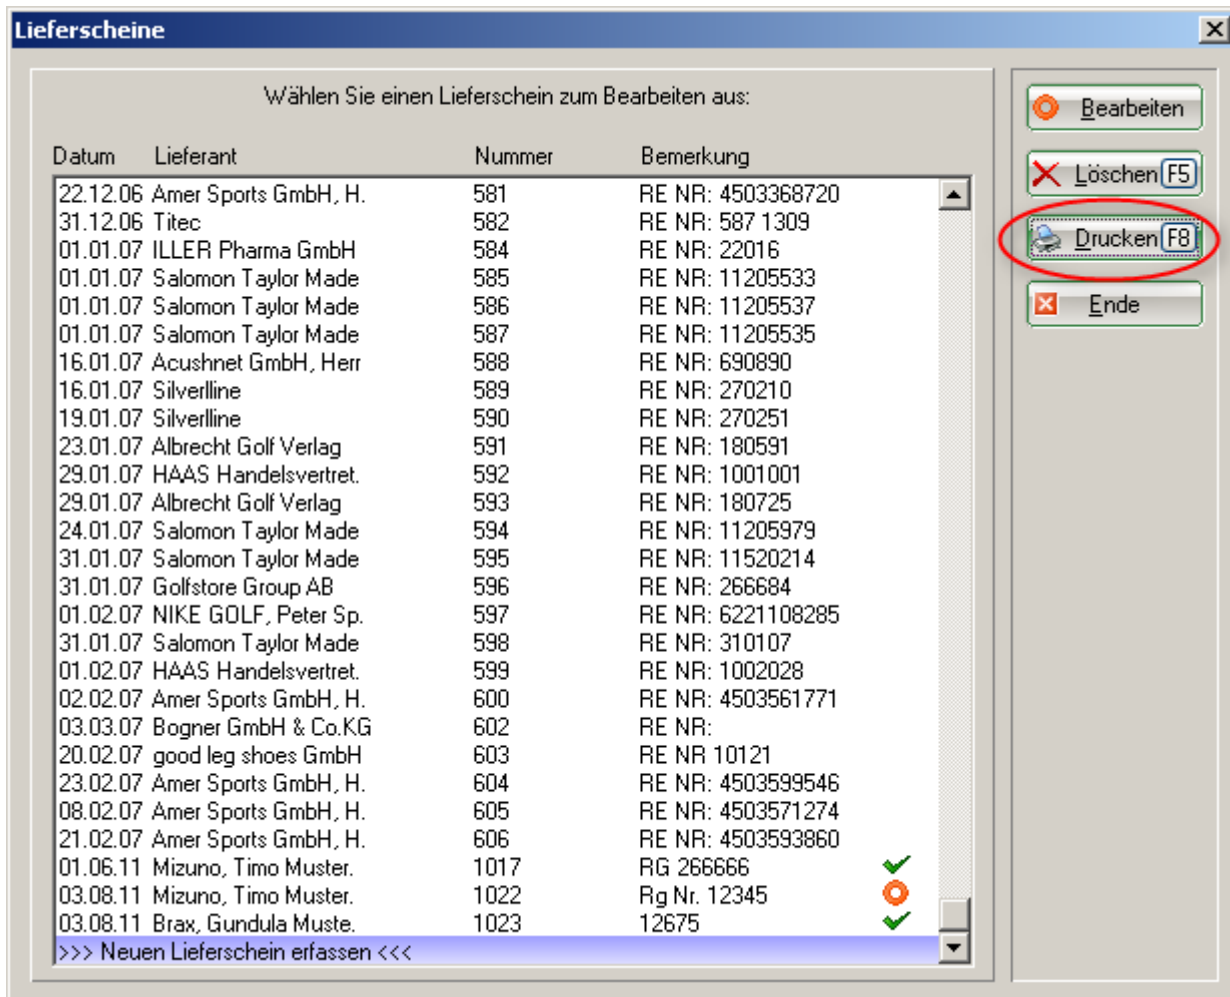 Lieferscheine
Wählen Sie einen Lieferschein zum Bearbeiten aus:
Datum Lieferant Nummer Bemerkung
22.12.06 Amer Sports GmbH, H. 581 RE NR: 4503368720
31.12.06 Titec 582 RE NR: 587 1309
01.01.07 ILLER Pharma GmbH 584 RE NR: 22016
01.01.07 Salomon Taylor Made 585 RE NR: 11205533
01.01.07 Salomon Taylor Made 586 RE NR: 11205537
01.01.07 Salomon Taylor Made 587 RE NR: 11205535
16.01.07 Acushnet GmbH, Herr 588 RE NR: 690890
16.01.07 Silverlline 589 RE NR: 270210
19.01.07 Silverlline 590 RE NR: 270251
23.01.07 Albrecht Golf Verlag 591 RE NR: 180591
29.01.07 HAAS Handelsvertret. 592 RE NR: 1001001
29.01.07 Albrecht Golf Verlag 593 RE NR: 180725
24.01.07 Salomon Taylor Made 594 RE NR: 11205979
31.01.07 Salomon Taylor Made 595 RE NR: 11520214
31.01.07 Golfstore Group AB 596 RE NR: 266684
01.02.07 NIKE GOLF, Peter Sp. 597 RE NR: 6221108285
31.01.07 Salomon Taylor Made 598 RE NR: 310107
01.02.07 HAAS Handelsvertret. 599 RE NR: 1002028
02.02.07 Amer Sports GmbH, H. 600 RE NR: 4503561771
03.03.07 Bogner GmbH & Co.KG 602 RE NR:
20.02.07 good leg shoes GmbH 603 RE NR 10121
23.02.07 Amer Sports GmbH, H. 604 RE NR: 4503599546
08.02.07 Amer Sports GmbH, H. 605 RE NR: 4503571274
21.02.07 Amer Sports GmbH, H. 606 RE NR: 4503593860
01.06.11 Mizuno, Timo Muster. 1017 RG 266666
03.08.11 Mizuno, Timo Muster. 1022 Rg Nr. 12345
03.08.11 Brax, Gundula Muste. 1023 12675
>>> Neuen Lieferschein erfassen <<<
Bearbeiten
Löschen F5
Drucken F8
Ende